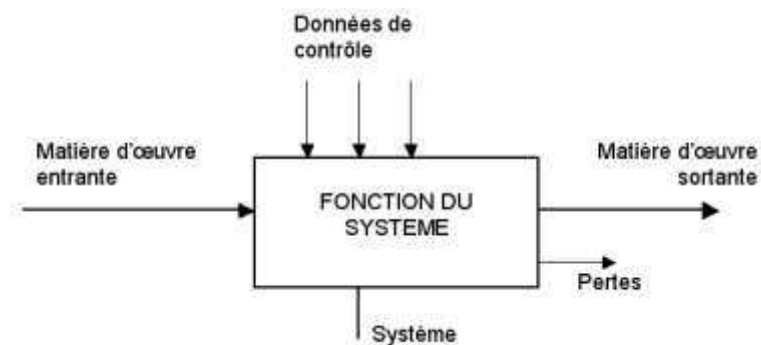 Données de
contrôle
Matière d'œuvre
entrante
Matière d'œuvre
sortante
FONCTION DU
SYSTEME
Pertes
Système